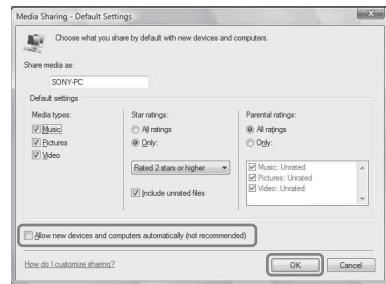 Media Sharing - Default Settings
Choose what you share by default with new devices and computers.
Share media as:
SONY-PC
Default settings
Media types:
Music
Pictures
Video
Star ratings:
All ratings
Only:
Rated 2 stars or higher
Include unrated files
Parental ratings:
All ratings
Only:
Music: Unrated
Pictures: Unrated
Video: Unrated
Allow new devices and computers automatically (not recommended)
How do I customize sharing?
OK
Cancel